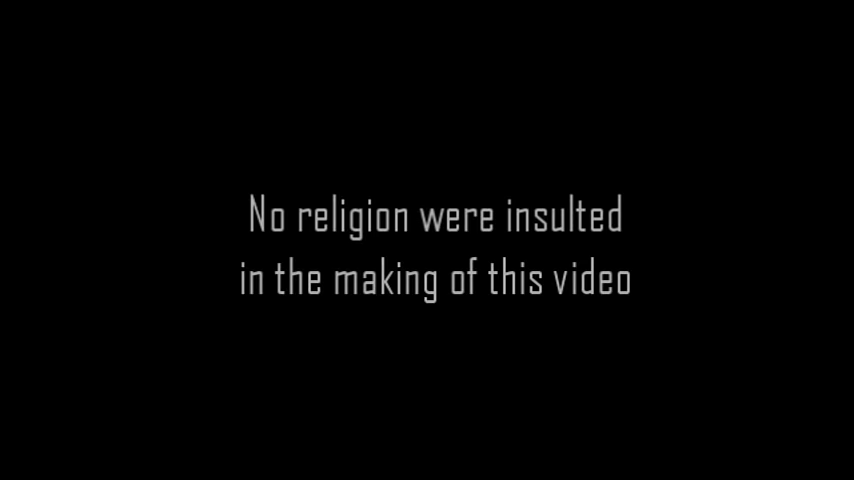 No religion were insulted
in the making of this video